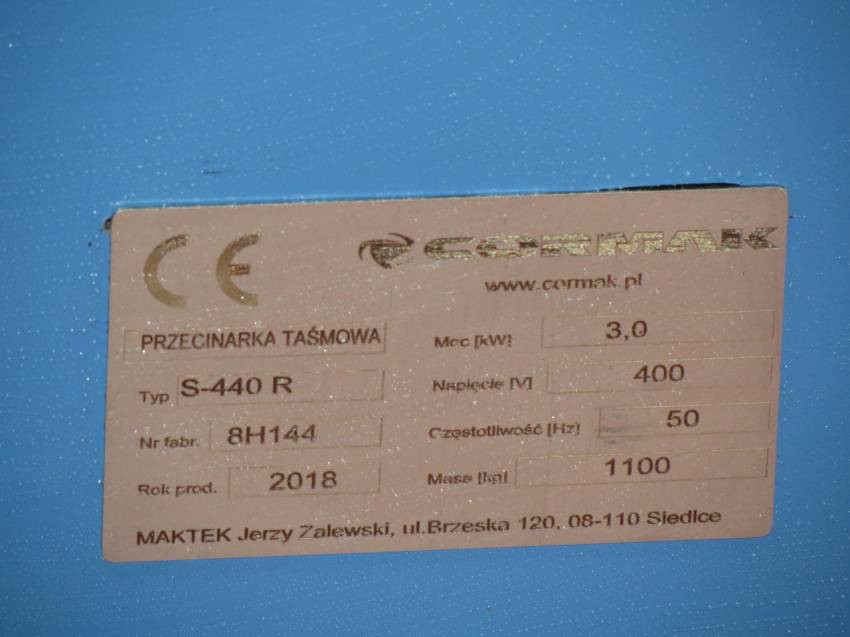 CE CORMAK
www.cormak.pl
PRZECINARKA TAŚMOWA
Typ S-440 R
Nr fabr. 8H144
Rok prod. 2018
Moc [kW] 3,0
Napięcie [V] 400
Częstotliwość [Hz] 50
Masa [kg] 1100
MAKTEK Jerzy Zalewski, ul.Brzeska 120, 08-110 Siedlce